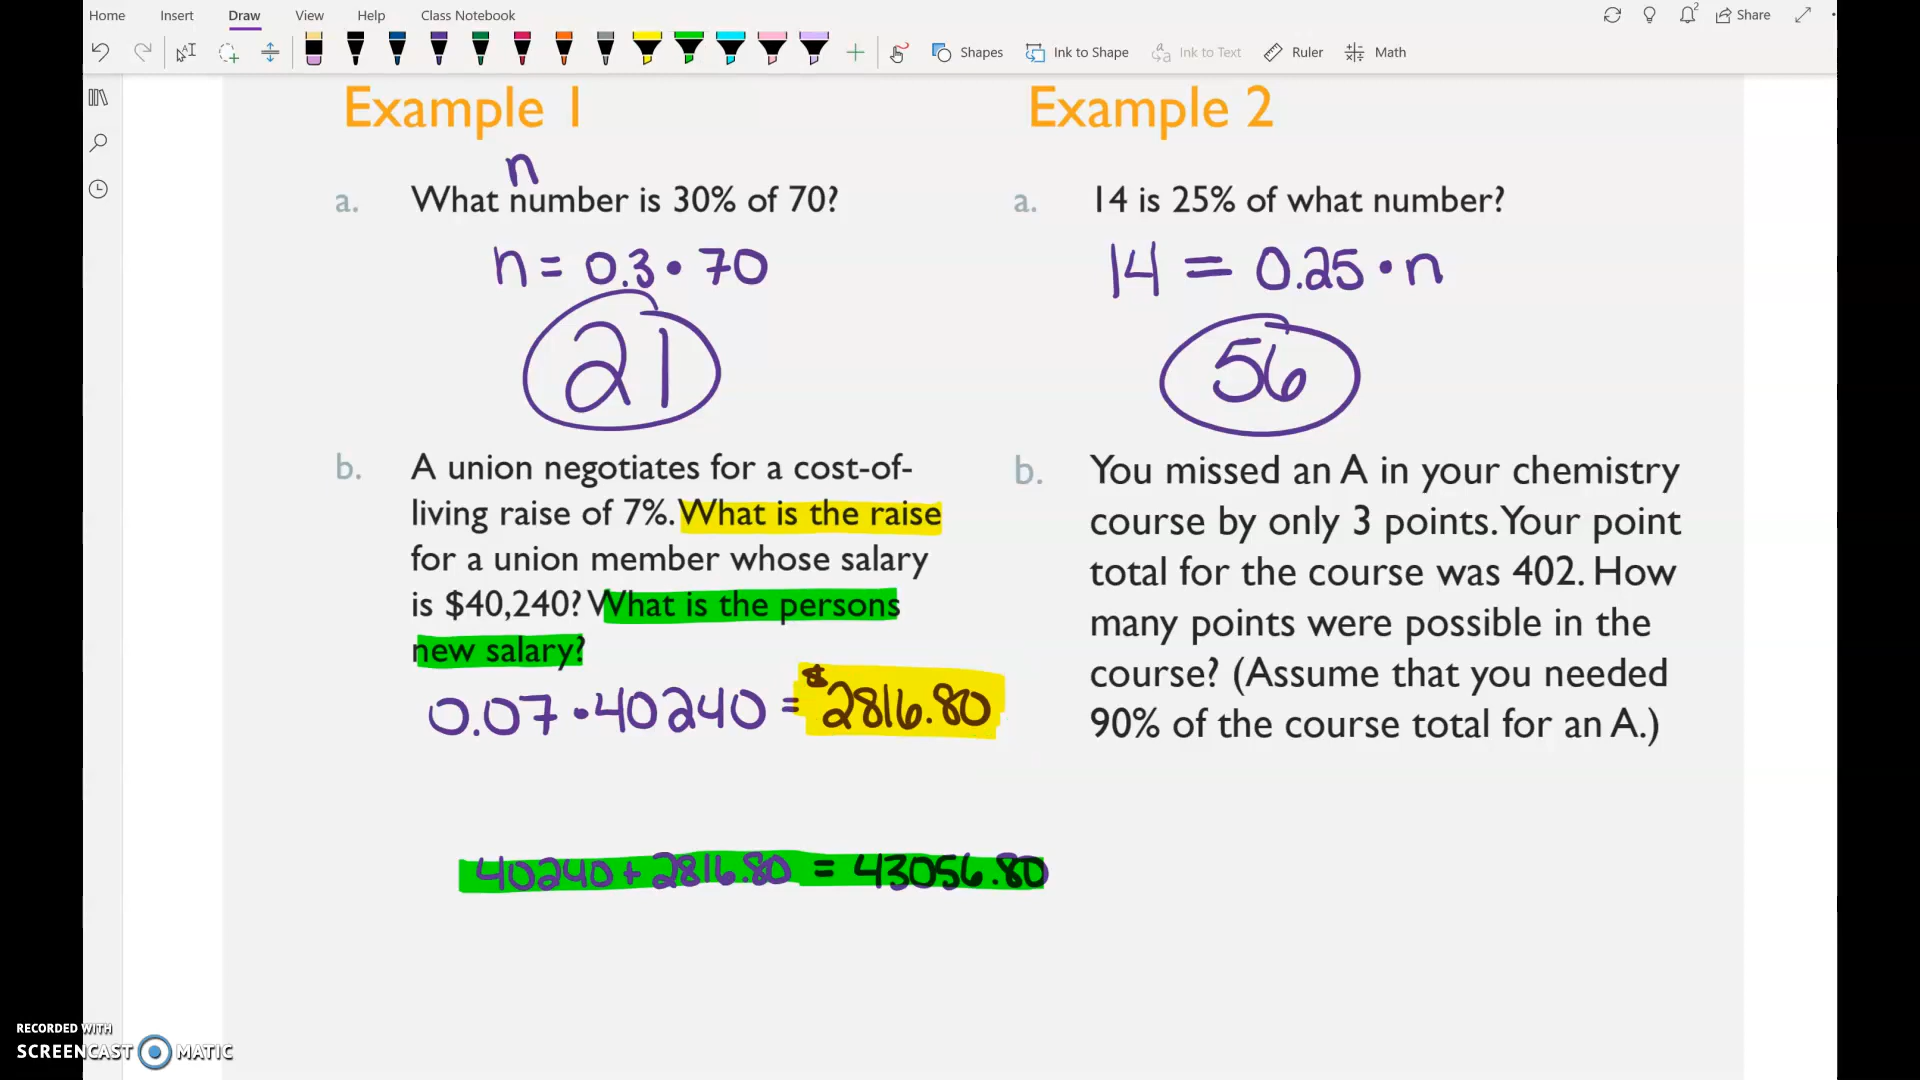 Home Insert Draw View Help Class Notebook
2 Share
Shapes Ink to Shape Ink to Text Ruler Math
Example 1
n
a. What number is 30% of 70?
n = 0.3 • 70
21
b. A union negotiates for a cost-of-
living raise of 7%. What is the raise
for a union member whose salary
is $40,240? What is the persons
new salary?
0.07 • 40240 = $2816.80
40240 + 2816.80 = 43056.80
Example 2
a. 14 is 25% of what number?
14 = 0.25 • n
56
b. You missed an A in your chemistry
course by only 3 points. Your point
total for the course was 402. How
many points were possible in the
course? (Assume that you needed
90% of the course total for an A.)
RECORDED WITH
SCREENCAST MATIC